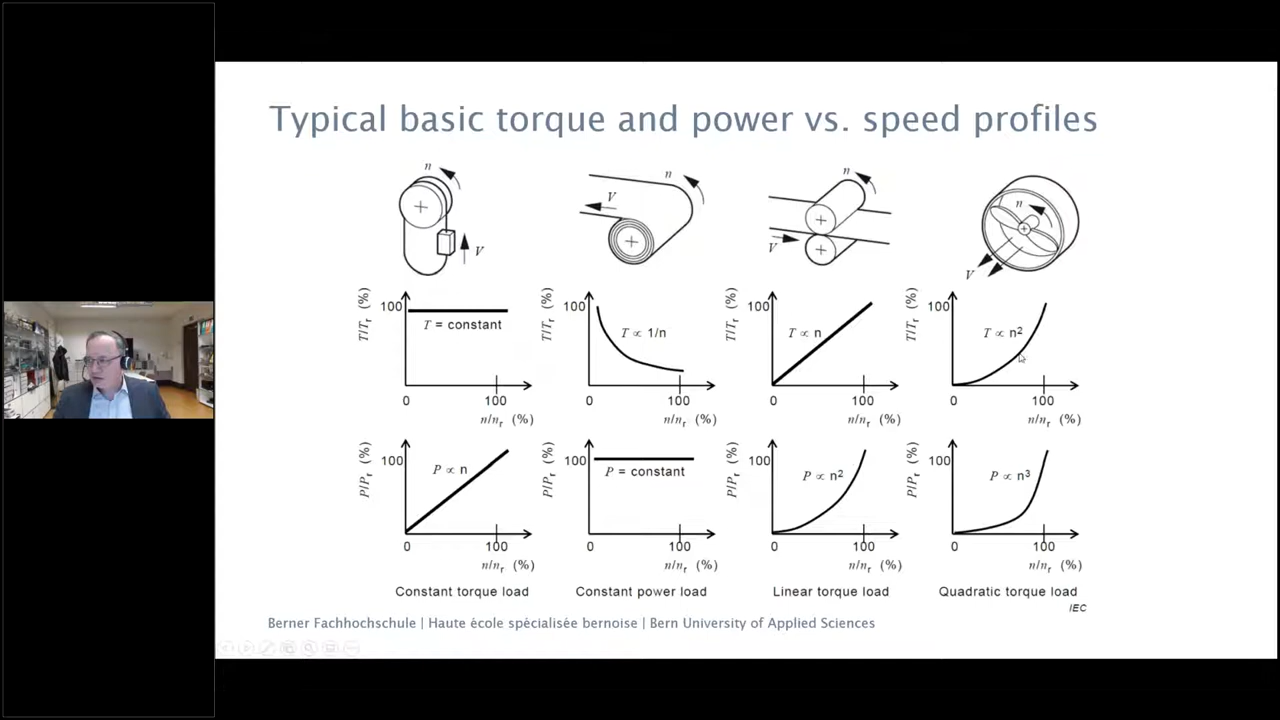 Typical basic torque and power vs. speed profiles
n
V
n
V
n
V
n
V
T/Tr (%)
100
T = constant
0
100
n/nr (%)
T/Tr (%)
100
T ∝ 1/n
0
100
n/nr (%)
T/Tr (%)
100
T ∝ n
0
100
n/nr (%)
T/Tr (%)
100
T ∝ n²
0
100
n/nr (%)
P/Pr (%)
100
P ∝ n
0
100
n/nr (%)
Constant torque load
P/Pr (%)
100
P = constant
0
100
n/nr (%)
Constant power load
P/Pr (%)
100
P ∝ n²
0
100
n/nr (%)
Linear torque load
P/Pr (%)
100
P ∝ n³
0
100
n/nr (%)
Quadratic torque load
IEC
Berner Fachhochschule | Haute école spécialisée bernoise | Bern University of Applied Sciences